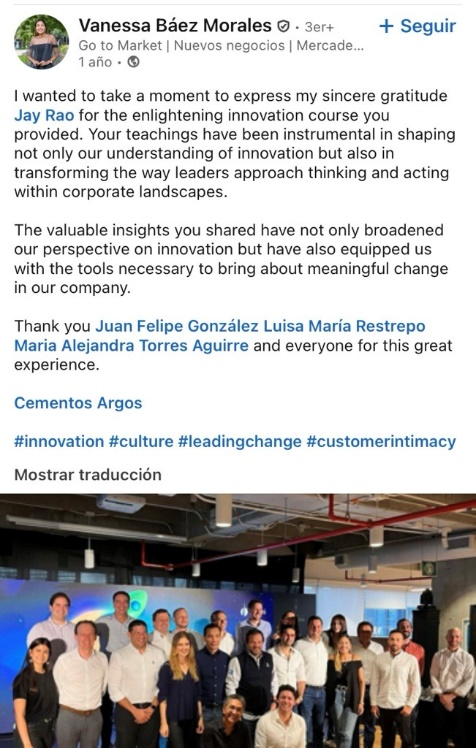 Vanessa Báez Morales · 3er+
+ Seguir
Go to Market | Nuevos negocios | Mercade...
1 año ·
I wanted to take a moment to express my sincere gratitude
Jay Rao for the enlightening innovation course you
provided. Your teachings have been instrumental in shaping
not only our understanding of innovation but also in
transforming the way leaders approach thinking and acting
within corporate landscapes.
The valuable insights you shared have not only broadened
our perspective on innovation but have also equipped us
with the tools necessary to bring about meaningful change
in our company.
Thank you Juan Felipe González Luisa María Restrepo
Maria Alejandra Torres Aguirre and everyone for this great
experience.
Cementos Argos
#innovation #culture #leadingchange #customerintimacy
Mostrar traducción